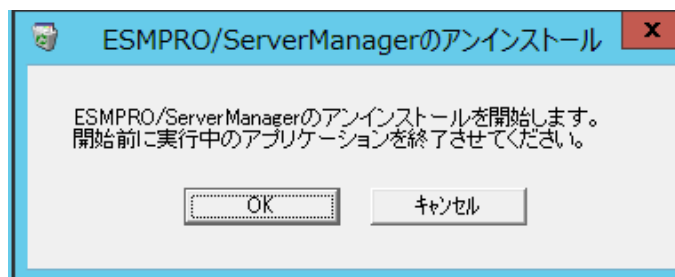 ESMPRO/ServerManagerのアンインストール
x
ESMPRO/ServerManagerのアンインストールを開始します。
開始前に実行中のアプリケーションを終了させてください。
OK
キャンセル